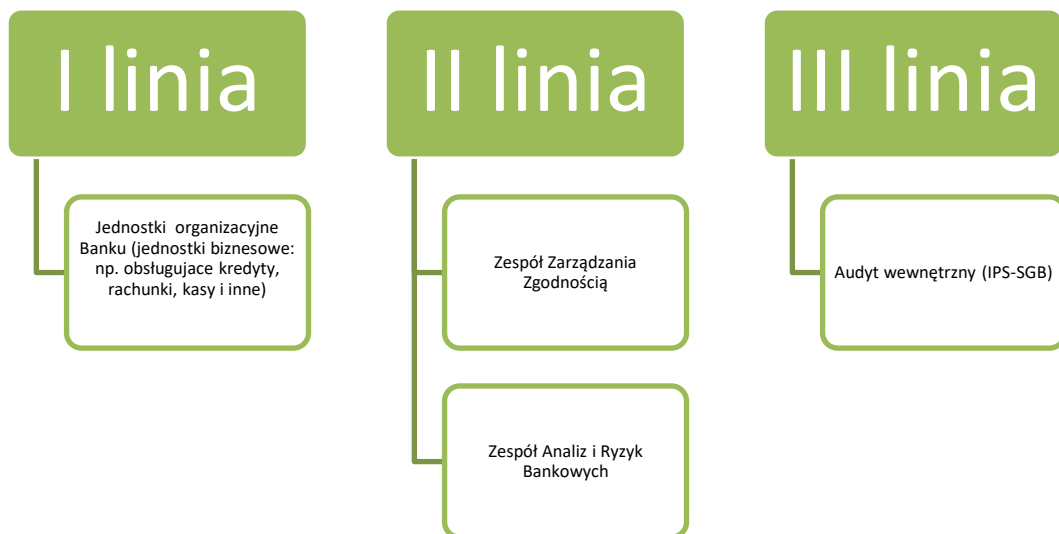 I linia
Jednostki organizacyjne
Banku (jednostki biznesowe:
np. obsługujace kredyty,
rachunki, kasy i inne)
II linia
Zespół Zarządzania
Zgodnością
Zespół Analiz i Ryzyk
Bankowych
III linia
Audyt wewnętrzny (IPS-SGB)